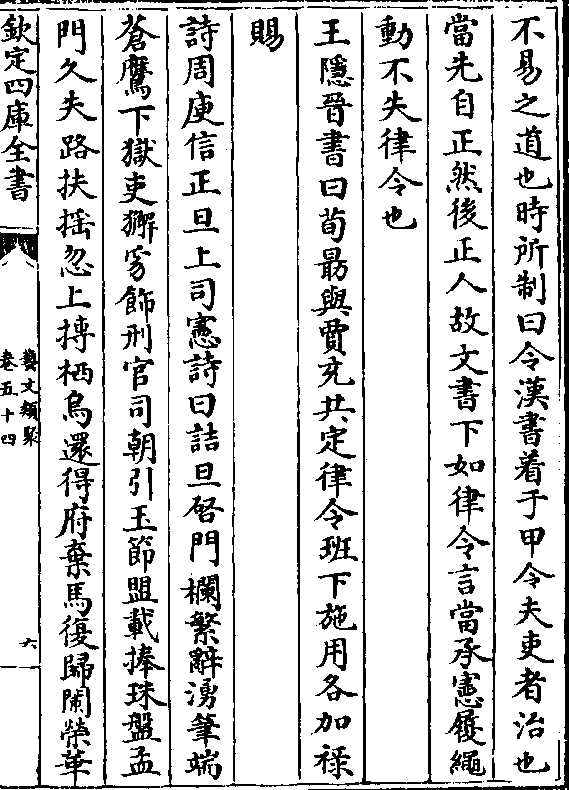 不易之道也時所制曰令漢書着于甲令夫吏者治也
當先自正然後正人故文書下如律令言當承憲履繩
動不失律令也
王隱晉書曰荀勗與賈充共定律令班下施用各加祿
賜
詩周庾信正旦上司憲詩曰詰旦啓門欄繁辭湧筆端
蒼鷹下獄吏獬豸飾刑官司朝引玉節盟載捧珠盤孟
門久失路扶搖忽上摶栖烏還得府棄馬復歸闌榮華
欽定四庫全書
藝文類聚
卷五十四
六